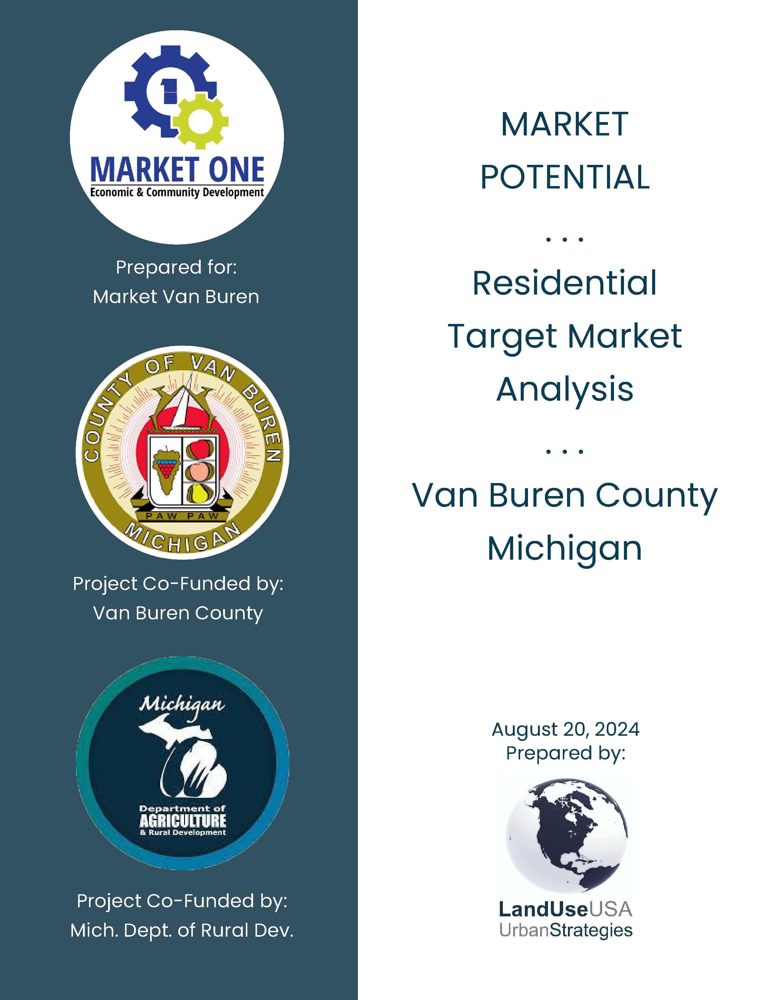 1
MARKET ONE
Economic & Community Development
Prepared for:
Market Van Buren
COUNTY OF VAN BUREN
PAW PAW
MICHIGAN
Project Co-Funded by:
Van Buren County
Michigan
Department of
AGRICULTURE
& Rural Development
Project Co-Funded by:
Mich. Dept. of Rural Dev.
MARKET
POTENTIAL
. . .
Residential
Target Market
Analysis
. . .
Van Buren County
Michigan
August 20, 2024
Prepared by:
LandUseUSA
UrbanStrategies